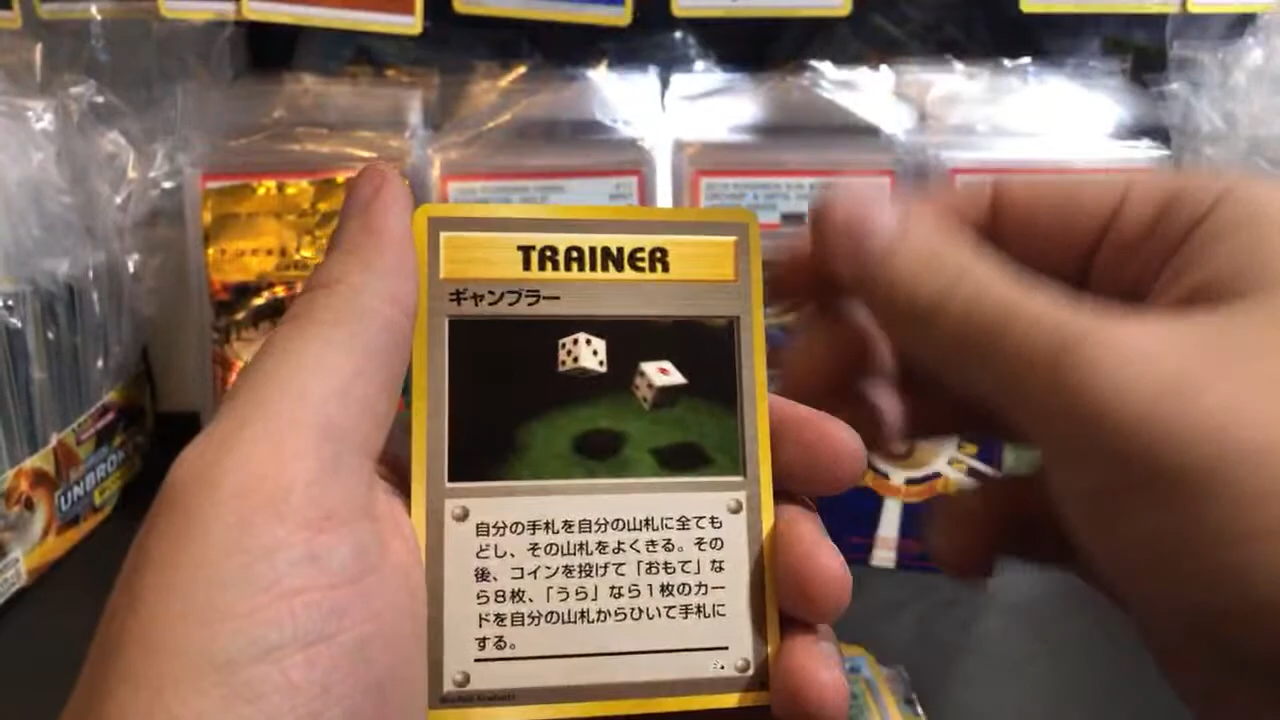 TRAINER
ギャンブラー
自分の手札を自分の山札に全ても
どし、その山札をよくきる。その
後、コインを投げて「おもて」な
ら8枚、「うら」なら1枚のカー
ドを自分の山札からひいて手札に
する。
UNBRO